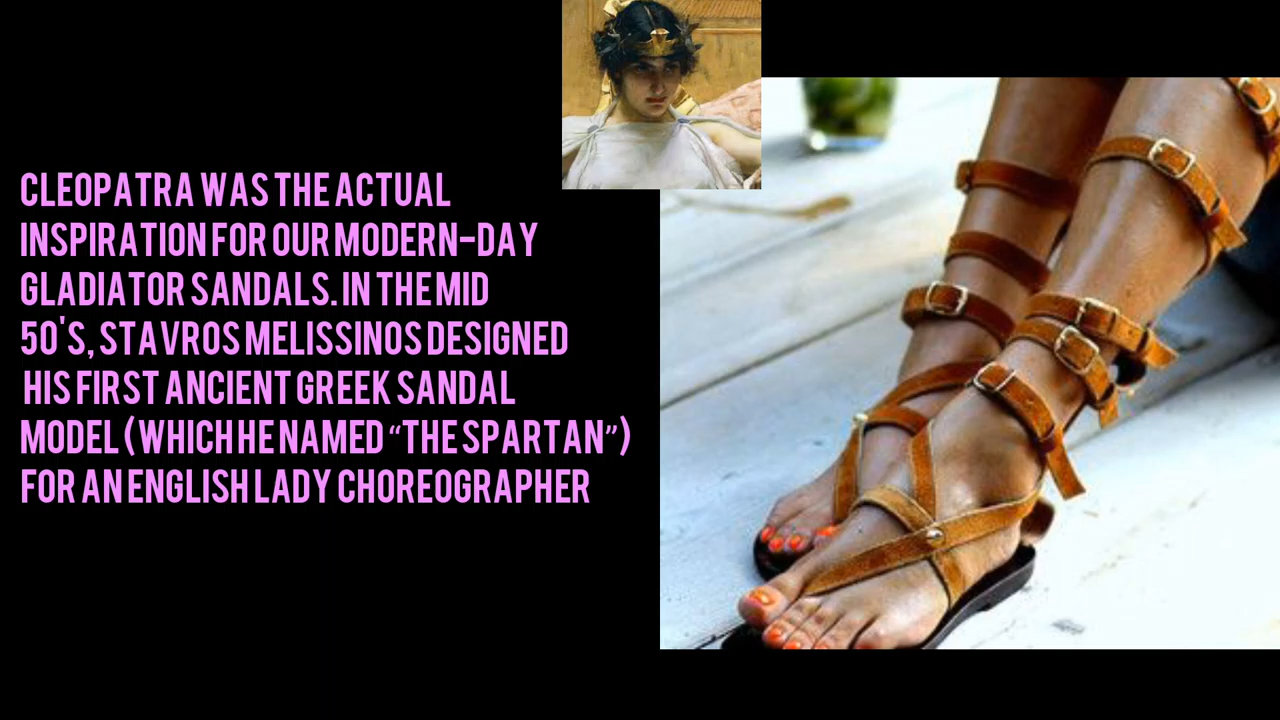 CLEOPATRA WAS THE ACTUAL
INSPIRATION FOR OUR MODERN-DAY
GLADIATOR SANDALS. IN THE MID
50'S, STAVROS MELISSINOS DESIGNED
HIS FIRST ANCIENT GREEK SANDAL
MODEL (WHICH HE NAMED “THE SPARTAN”)
FOR AN ENGLISH LADY CHOREOGRAPHER